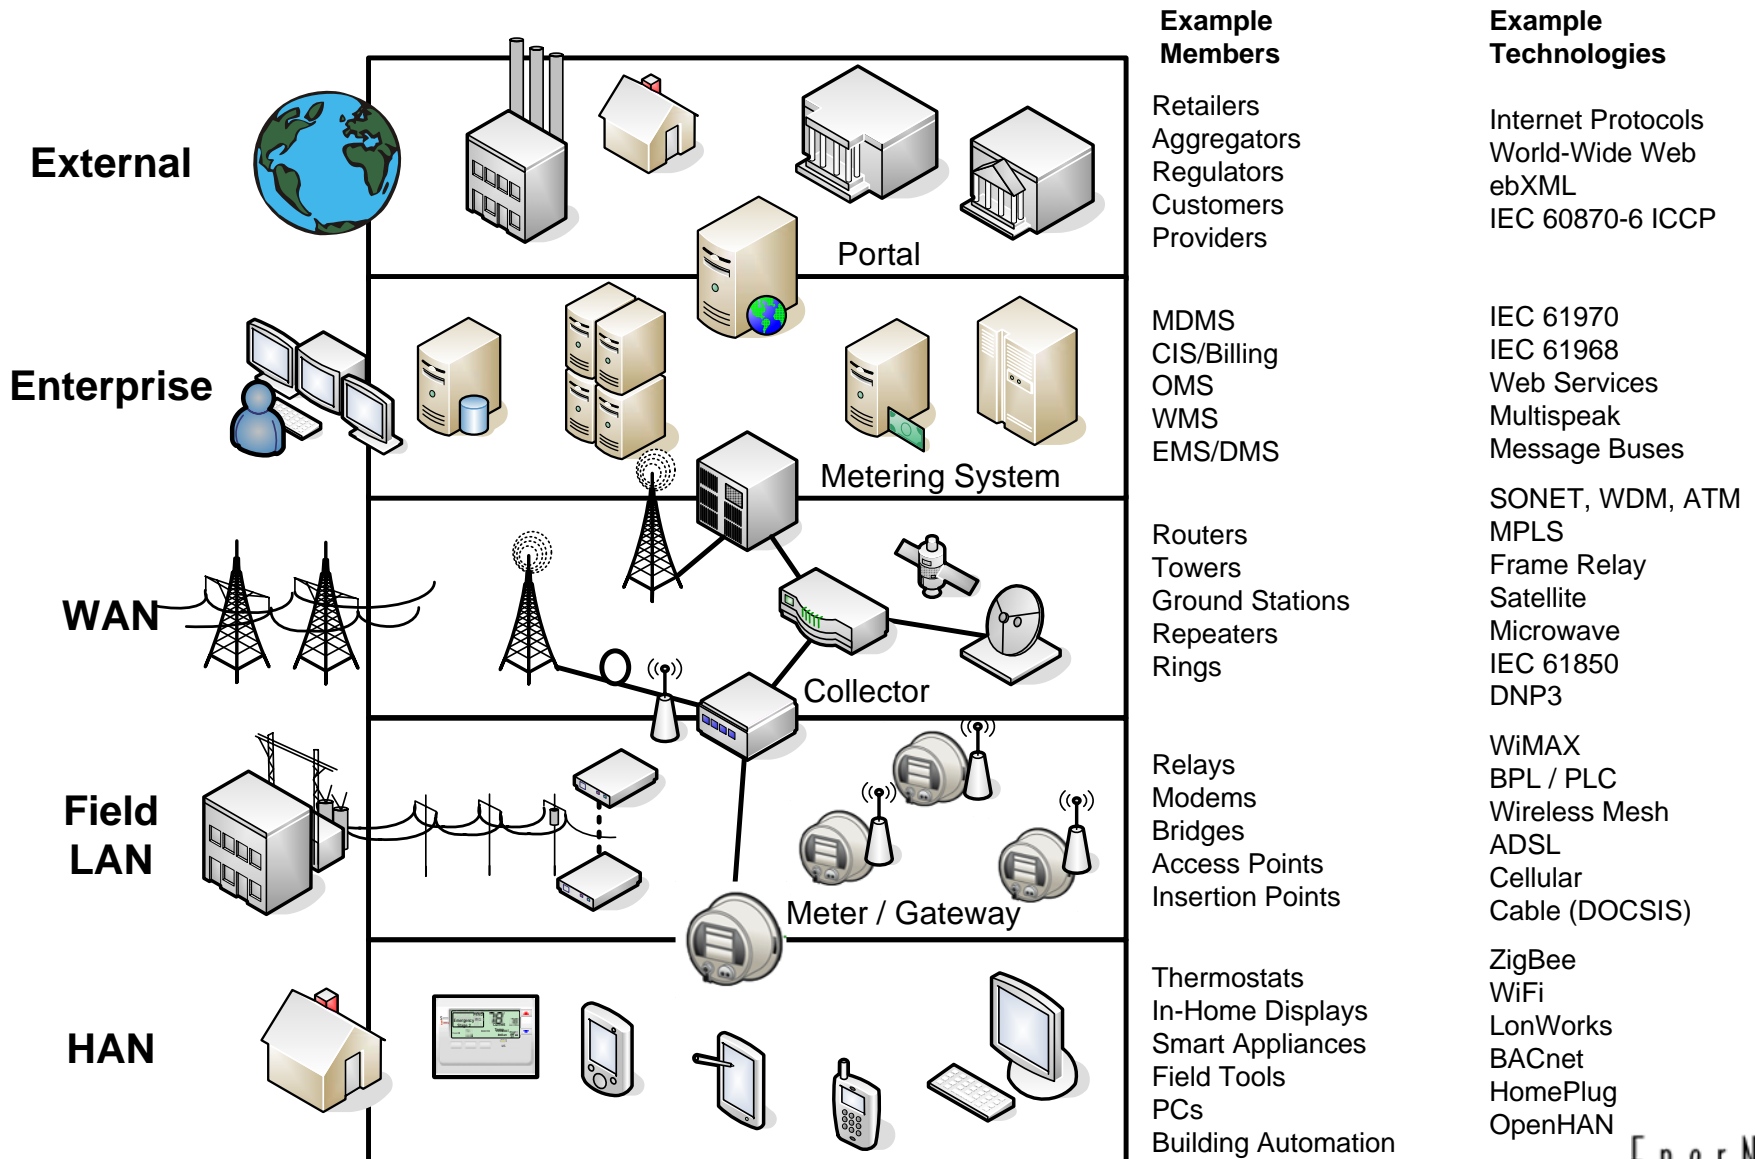 Example Members
Example Technologies
External
Portal
Retailers
Aggregators
Regulators
Customers
Providers
Internet Protocols
World-Wide Web
ebXML
IEC 60870-6 ICCP
Enterprise
Metering System
MDMS
CIS/Billing
OMS
WMS
EMS/DMS
IEC 61970
IEC 61968
Web Services
Multispeak
Message Buses
WAN
Collector
Routers
Towers
Ground Stations
Repeaters
Rings
SONET, WDM, ATM
MPLS
Frame Relay
Satellite
Microwave
IEC 61850
DNP3
Field
LAN
Meter / Gateway
Relays
Modems
Bridges
Access Points
Insertion Points
WiMAX
BPL / PLC
Wireless Mesh
ADSL
Cellular
Cable (DOCSIS)
HAN
Thermostats
In-Home Displays
Smart Appliances
Field Tools
PCs
Building Automation
ZigBee
WiFi
LonWorks
BACnet
HomePlug
OpenHAN